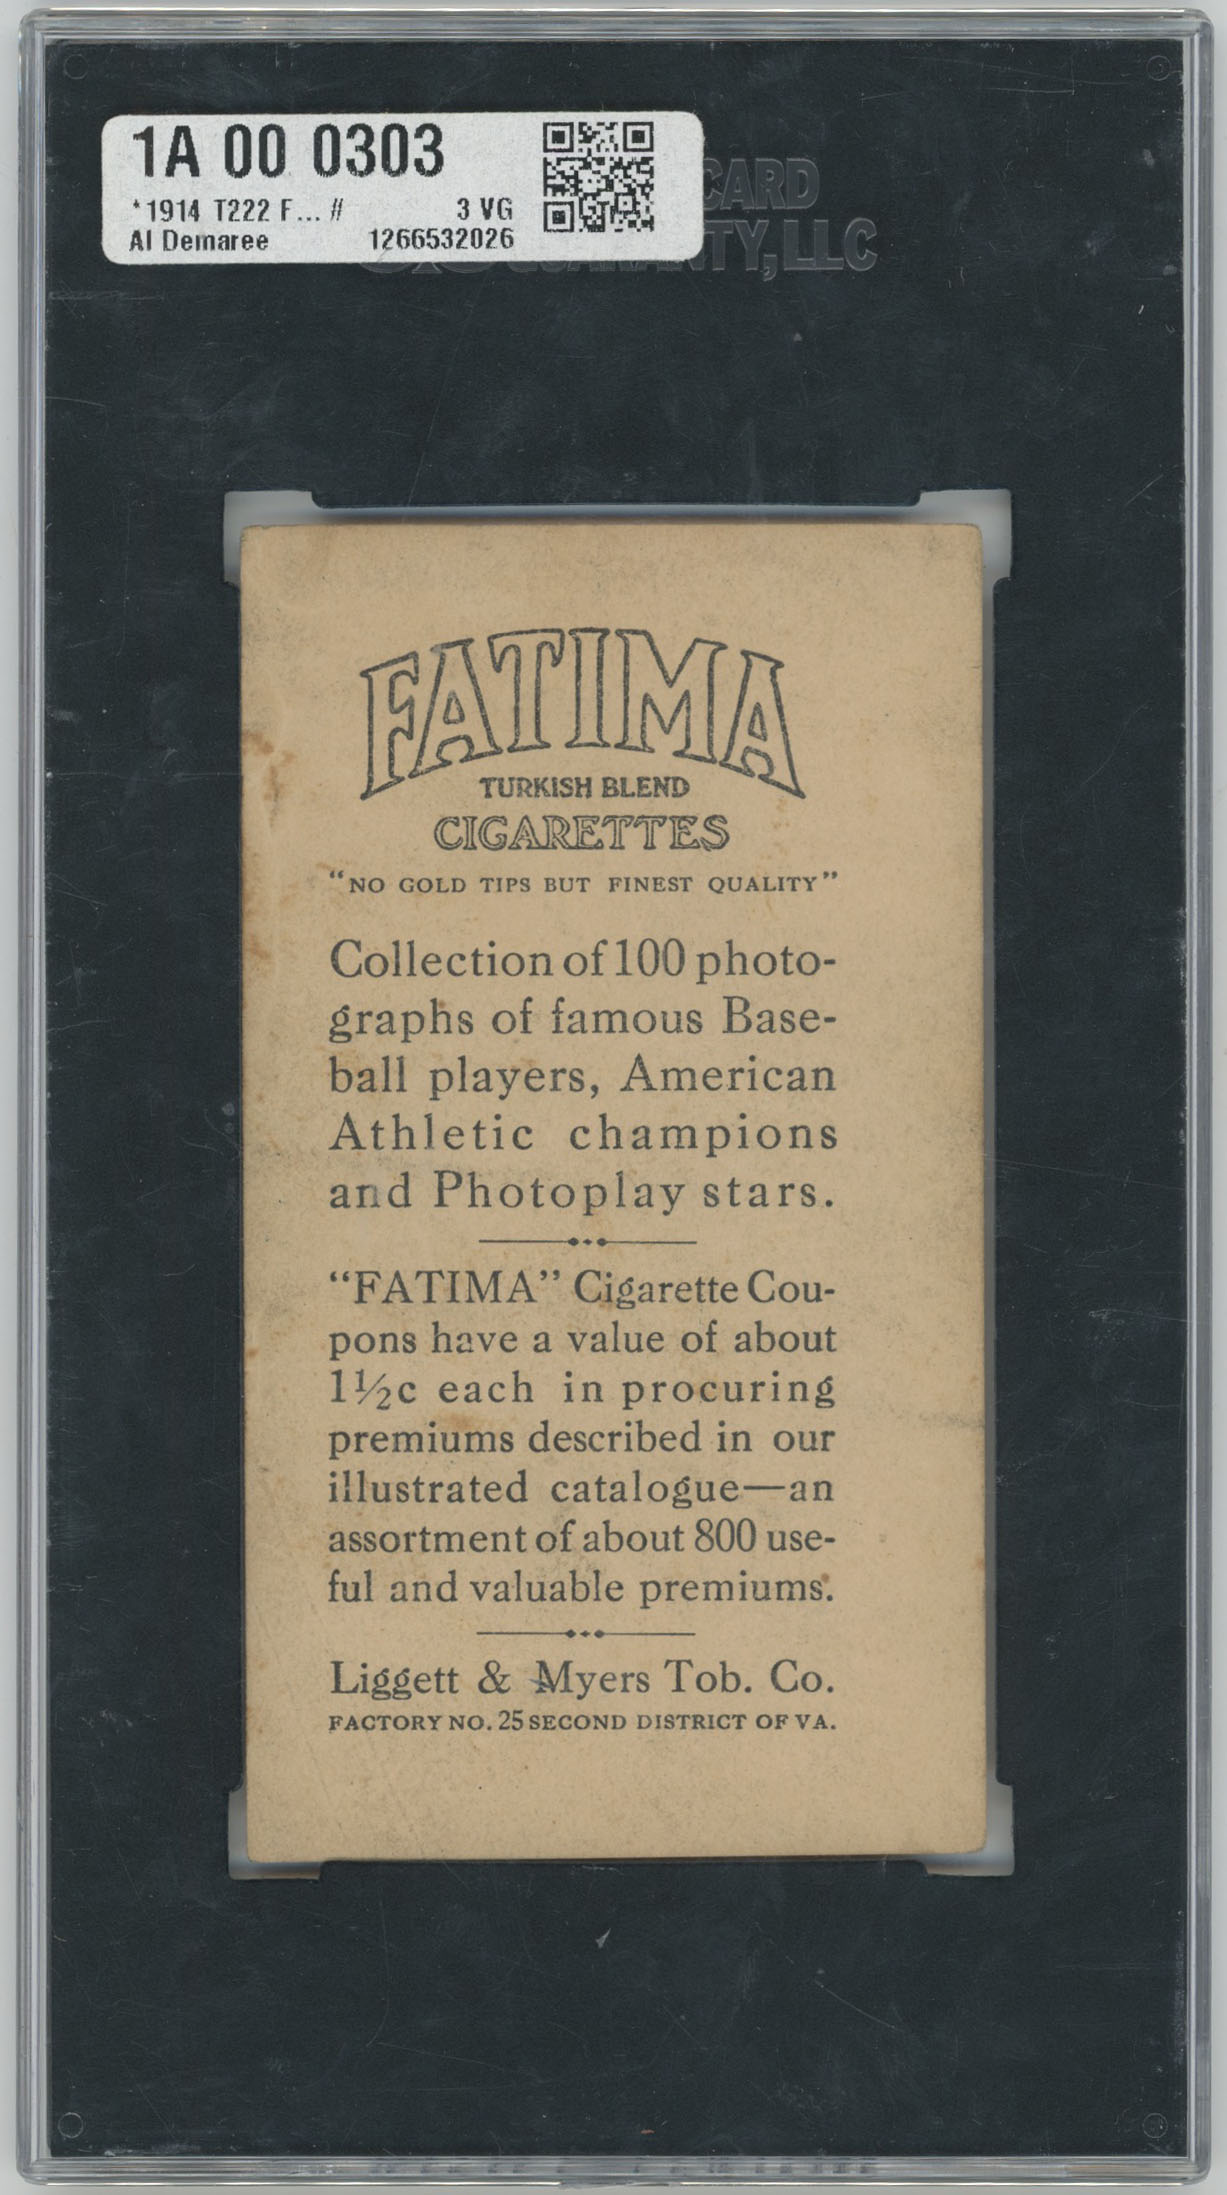 1A 00 0303
*1914 T222 F... #
3 VG
Al Demaree
1266532026
CARD
TY, LLC
FATIMA
TURKISH BLEND
CIGARETTES
"NO GOLD TIPS BUT FINEST QUALITY"
Collection of 100 photo-
graphs of famous Base-
ball players, American
Athletic champions
and Photoplay stars.
"FATIMA" Cigarette Cou-
pons have a value of about
1½c each in procuring
premiums described in our
illustrated catalogue—an
assortment of about 800 use-
ful and valuable premiums.
Liggett & Myers Tob. Co.
FACTORY NO. 25 SECOND DISTRICT OF VA.